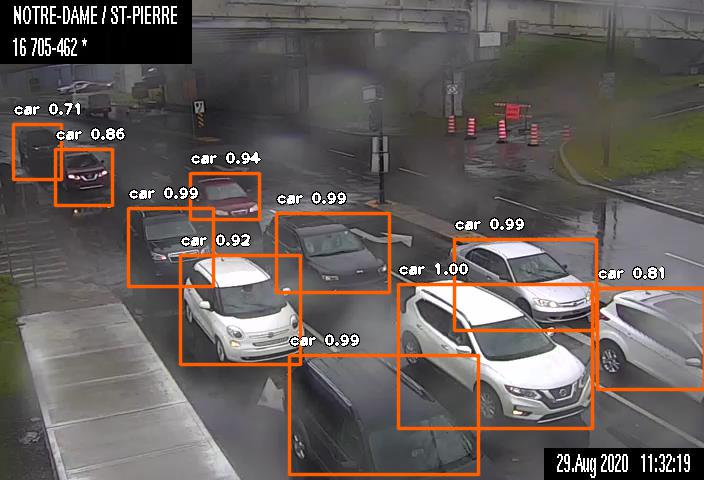 NOTRE-DAME / ST-PIERRE
16 705-462 *
car 0.71
car 0.86
car 0.94
car 0.99
car 0.99
car 0.92
car 0.99
car 1.00
car 0.81
car 0.99
29.Aug 2020 11:32:19